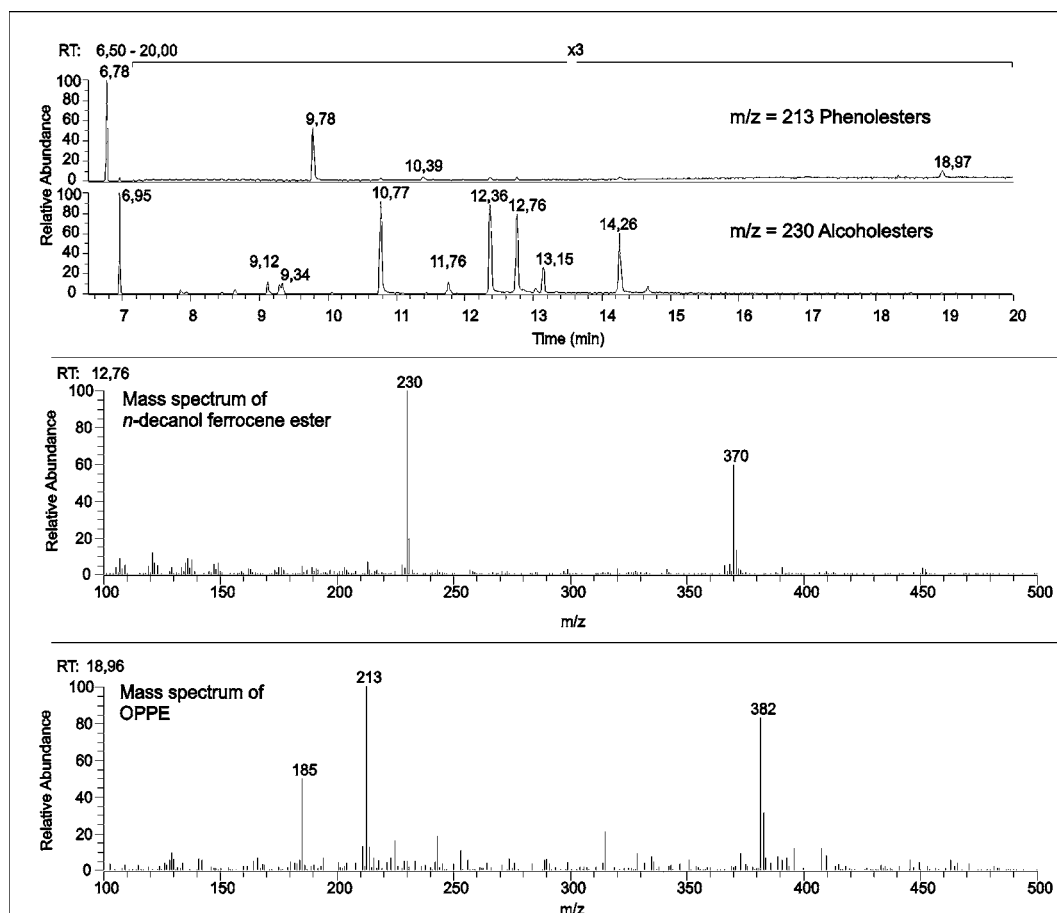 RT: 6,50 - 20,00
x3
6,78
100
80
60
40
20
0
9,78
10,39
18,97
m/z = 213 Phenolesters
Relative Abundance
100
80
60
40
20
0
6,95
9,12
9,34
10,77
11,76
12,36
12,76
13,15
14,26
m/z = 230 Alcoholesters
7 8 9 10 11 12 13 14 15 16 17 18 19 20
Time (min)
RT: 12,76
Mass spectrum of
n-decanol ferrocene ester
Relative Abundance
100
80
60
40
20
0
230
370
100 150 200 250 300 350 400 450 500
m/z
RT: 18,96
Mass spectrum of
OPPE
Relative Abundance
100
80
60
40
20
0
185
213
382
100 150 200 250 300 350 400 450 500
m/z